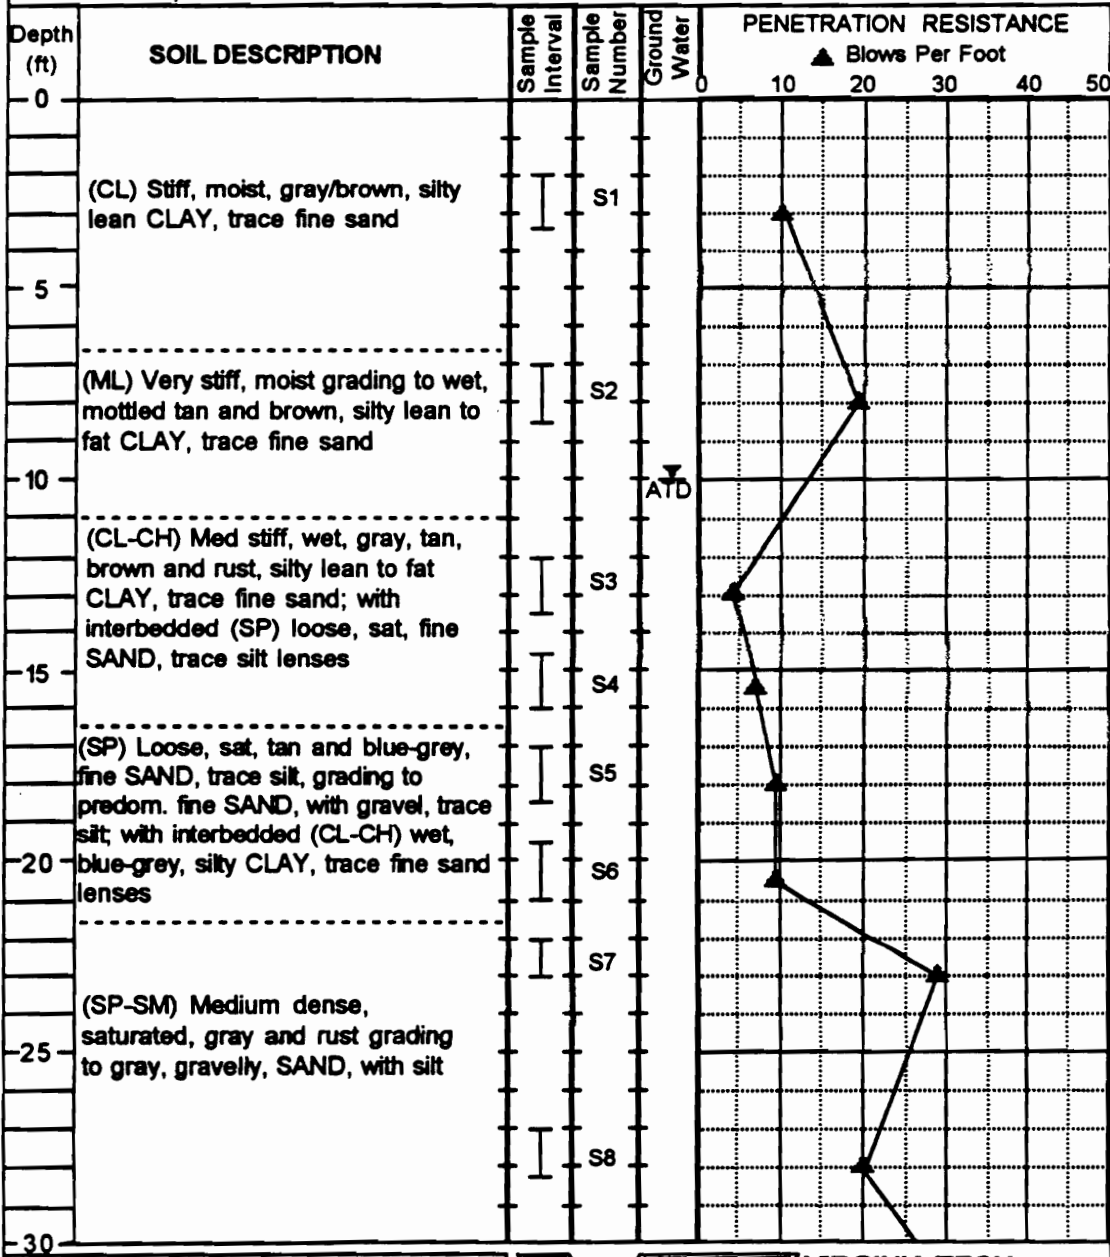 Depth
(ft)
SOIL DESCRIPTION
Sample
Interval
Sample
Number
Ground
Water
PENETRATION RESISTANCE
▲ Blows Per Foot
0 10 20 30 40 50
0
(CL) Stiff, moist, gray/brown, silty
lean CLAY, trace fine sand
S1
5
(ML) Very stiff, moist grading to wet,
mottled tan and brown, silty lean to
fat CLAY, trace fine sand
S2
10
ATD
(CL-CH) Med stiff, wet, gray, tan,
brown and rust, silty lean to fat
CLAY, trace fine sand; with
interbedded (SP) loose, sat, fine
SAND, trace silt lenses
S3
15
S4
(SP) Loose, sat, tan and blue-grey,
fine SAND, trace silt, grading to
predom. fine SAND, with gravel, trace
silt; with interbedded (CL-CH) wet,
blue-grey, silty CLAY, trace fine sand
lenses
S5
20
S6
S7
(SP-SM) Medium dense,
saturated, gray and rust grading
to gray, gravelly, SAND, with silt
25
S8
30